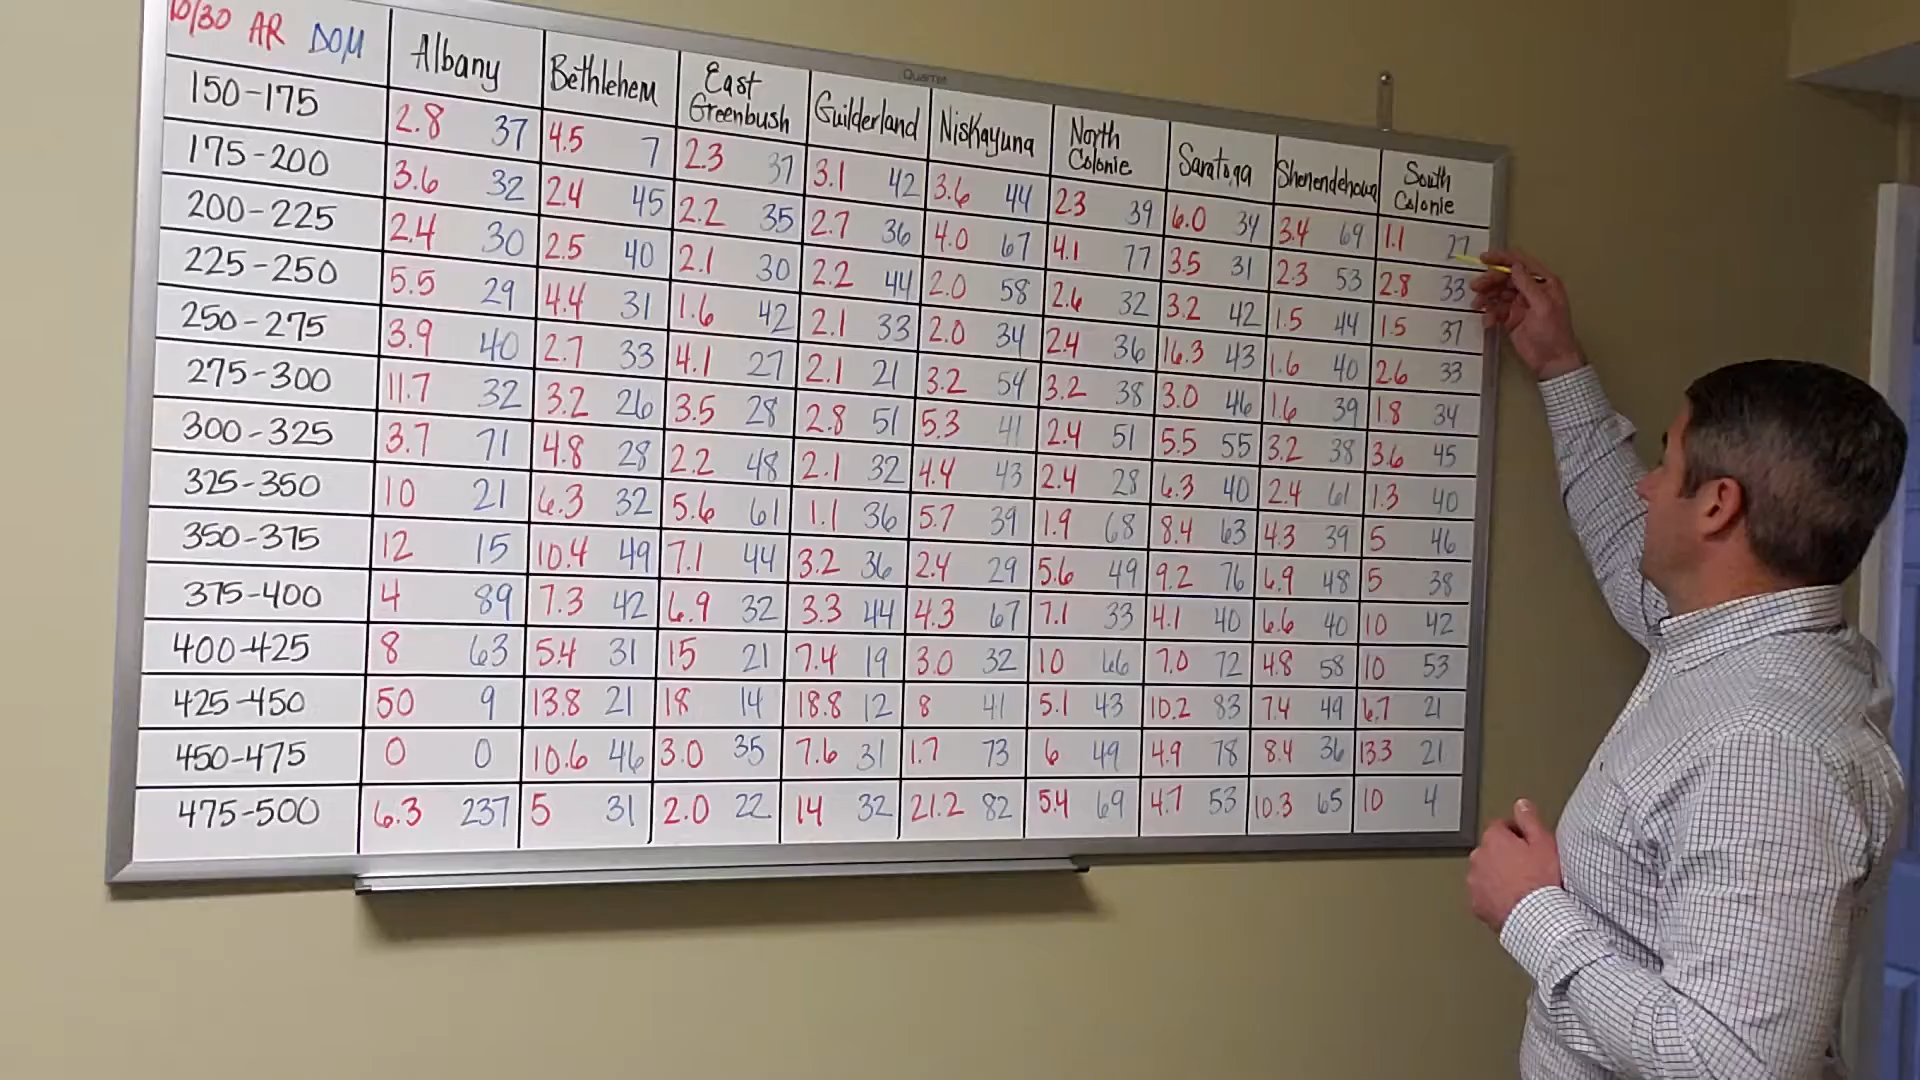 10/30 AR DOM Albany Bethlehem East Greenbush Guilderland Niskayuna North Colonie Saratoga Shenendehowa South Colonie
Quartet
150-175 2.8 37 4.5 7 2.3 37 3.1 42 3.6 44 2.3 39 6.0 34 3.4 69 1.1 27
175-200 3.6 32 2.4 45 2.2 35 2.7 36 4.0 67 4.1 77 3.5 31 2.3 53 2.8 33
200-225 2.4 30 2.5 40 2.1 30 2.2 44 2.0 58 2.6 32 3.2 42 1.5 44 1.5 37
225-250 5.5 29 4.4 31 1.6 42 2.1 33 2.0 34 2.4 36 16.3 43 1.6 40 2.6 33
250-275 3.9 40 2.7 33 4.1 27 2.1 21 3.2 54 3.2 38 3.0 46 1.6 39 1.8 34
275-300 11.7 32 3.2 26 3.5 28 2.8 51 5.3 41 2.4 51 5.5 55 3.2 38 3.6 45
300-325 3.7 71 4.8 28 2.2 48 2.1 32 4.4 43 2.4 28 6.3 40 2.4 61 1.3 40
325-350 10 21 6.3 32 5.6 61 1.1 36 5.7 39 1.9 68 8.4 63 4.3 39 5 46
350-375 12 15 10.4 49 7.1 44 3.2 36 2.4 29 5.6 49 9.2 76 6.9 48 5 38
375-400 4 89 7.3 42 6.9 32 3.3 44 4.3 67 7.1 33 4.1 40 6.6 40 10 42
400-425 8 63 5.4 31 15 21 7.4 19 3.0 32 10 66 7.0 72 4.8 58 10 53
425-450 50 9 13.8 21 18 14 18.8 12 8 41 5.1 43 10.2 83 7.4 49 6.7 21
450-475 0 0 10.6 46 3.0 35 7.6 31 1.7 73 6 49 4.9 78 8.4 36 13.3 21
475-500 6.3 237 5 31 2.0 22 14 32 21.2 82 5.4 69 4.7 53 10.3 65 10 4